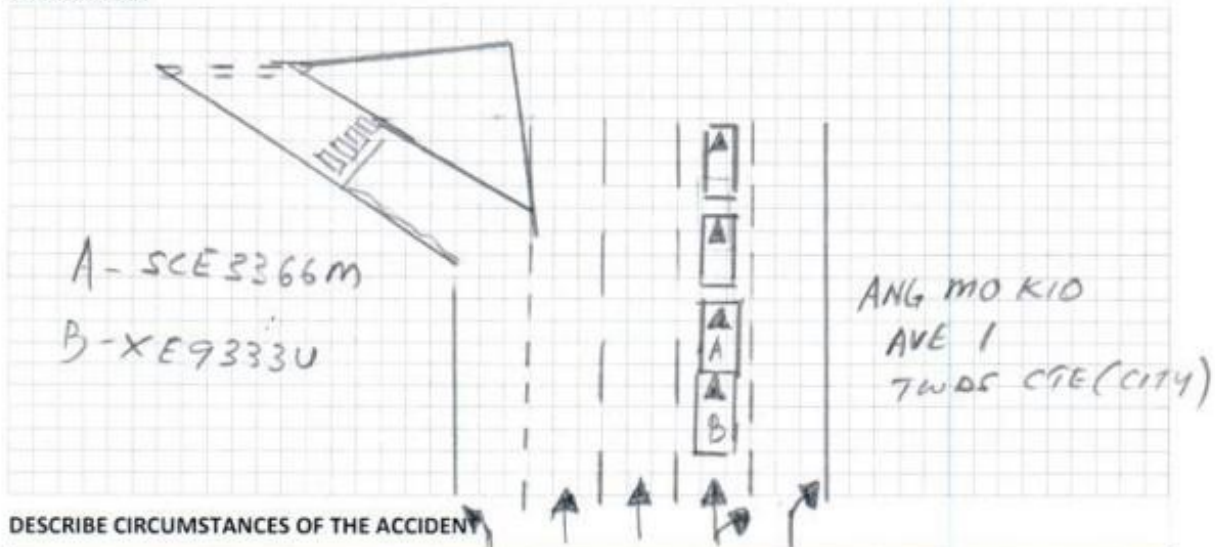 A - SCE3366M
B - XE9333U
ANG MO KIO
AVE 1
TWDS CTE (CITY)
A
B
DESCRIBE CIRCUMSTANCES OF THE ACCIDENT